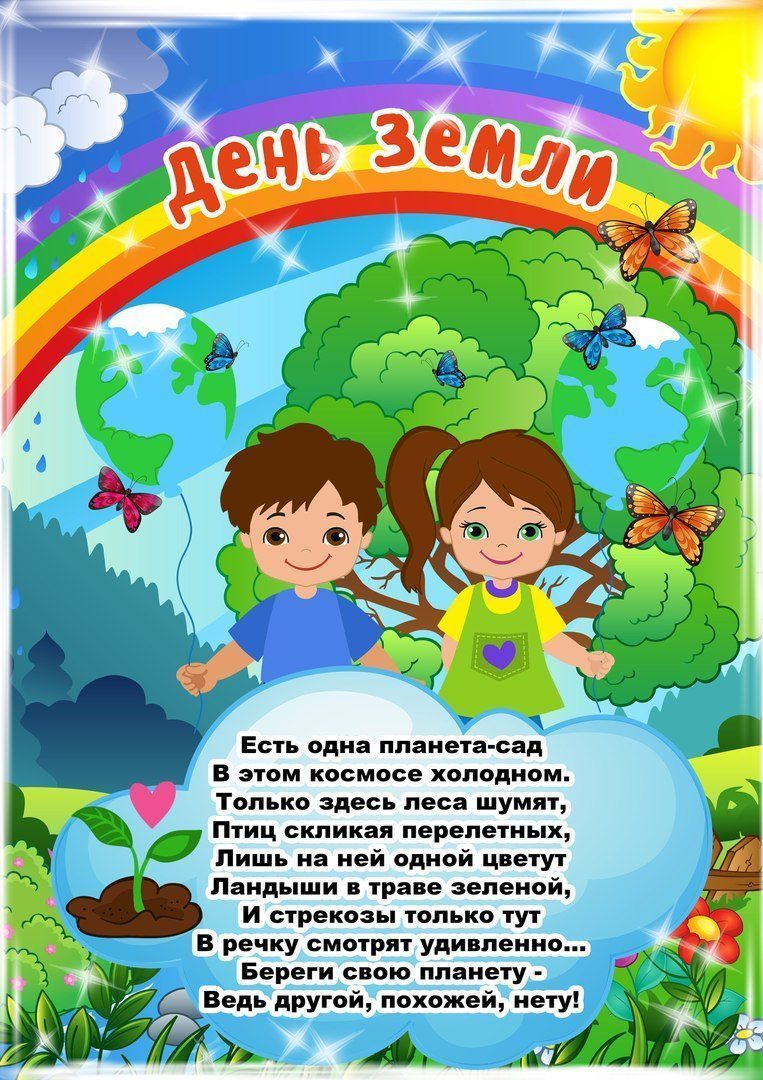 День Земли
Есть одна планета-сад
В этом космосе холодном.
Только здесь леса шумят,
Птиц скликая перелетных,
Лишь на ней одной цветут
Ландыши в траве зеленой,
И стрекозы только тут
В речку смотрят удивленно...
Береги свою планету -
Ведь другой, похожей, нету!